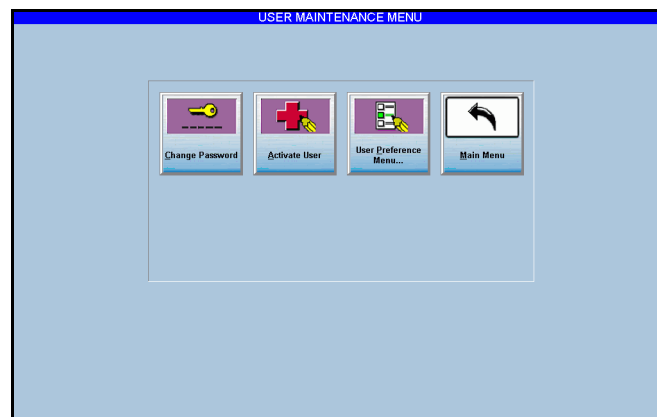 USER MAINTENANCE MENU
Change Password
Activate User
User Preference
Menu...
Main Menu